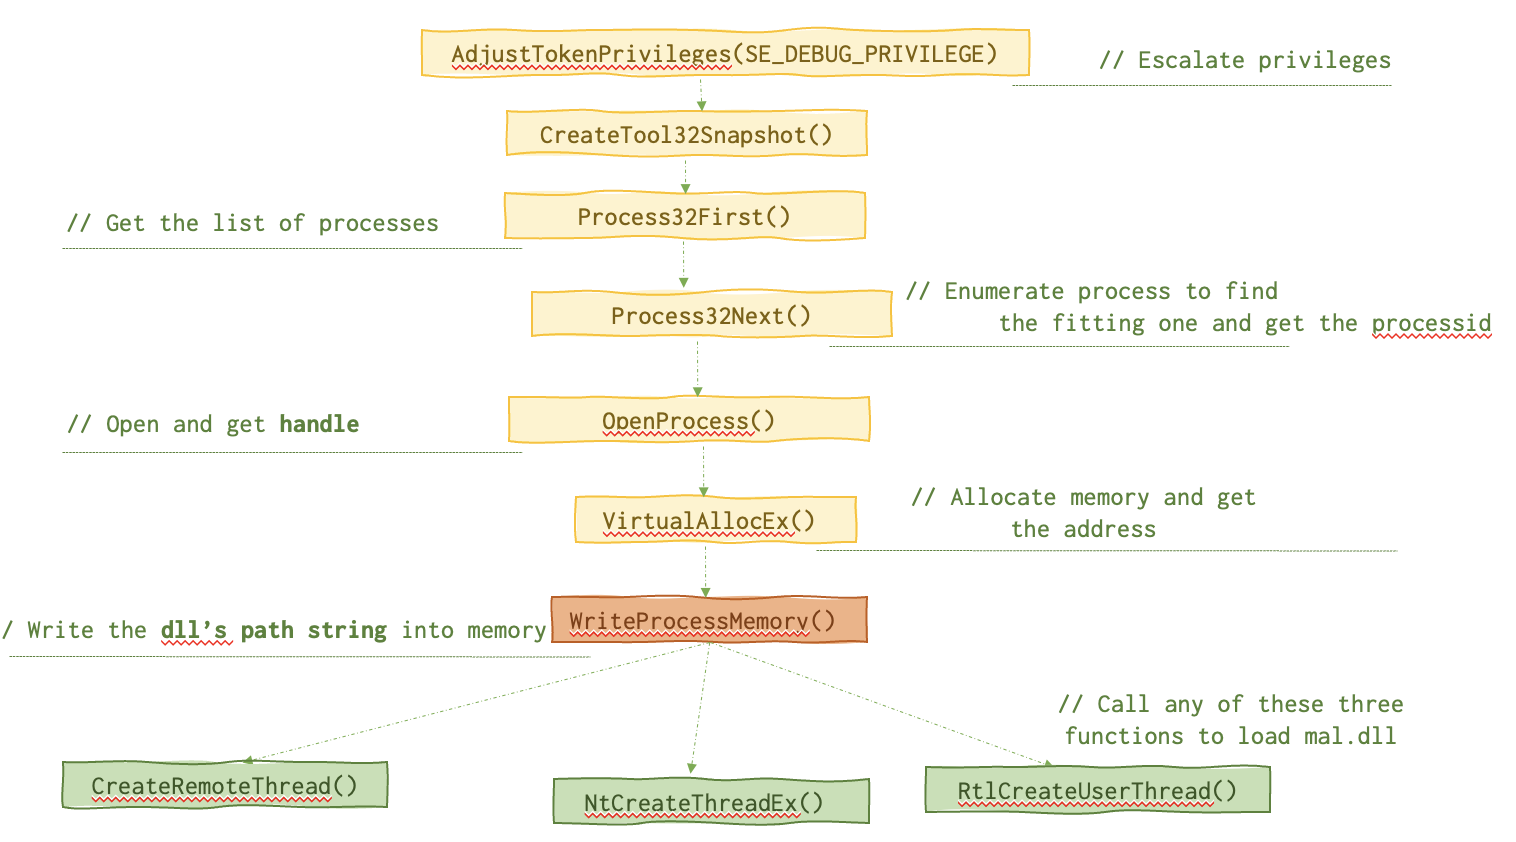 AdjustTokenPrivileges(SE_DEBUG_PRIVILEGE)
// Escalate privileges
CreateTool32Snapshot()
Process32First()
// Get the list of processes
// Enumerate process to find
the fitting one and get the processid
Process32Next()
OpenProcess()
// Open and get handle
// Allocate memory and get
the address
VirtualAllocEx()
WriteProcessMemory()
/ Write the dll’s path string into memory
// Call any of these three
functions to load mal.dll
CreateRemoteThread()
NtCreateThreadEx()
RtlCreateUserThread()